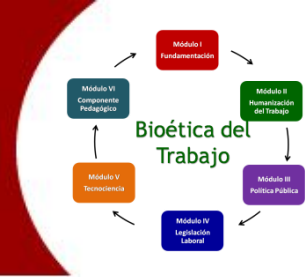 Módulo I
Fundamentación
Módulo II
Humanización
del Trabajo
Módulo III
Política Pública
Módulo IV
Legislación
Laboral
Módulo V
Tecnociencia
Módulo VI
Componente
Pedagógico
Bioética del
Trabajo